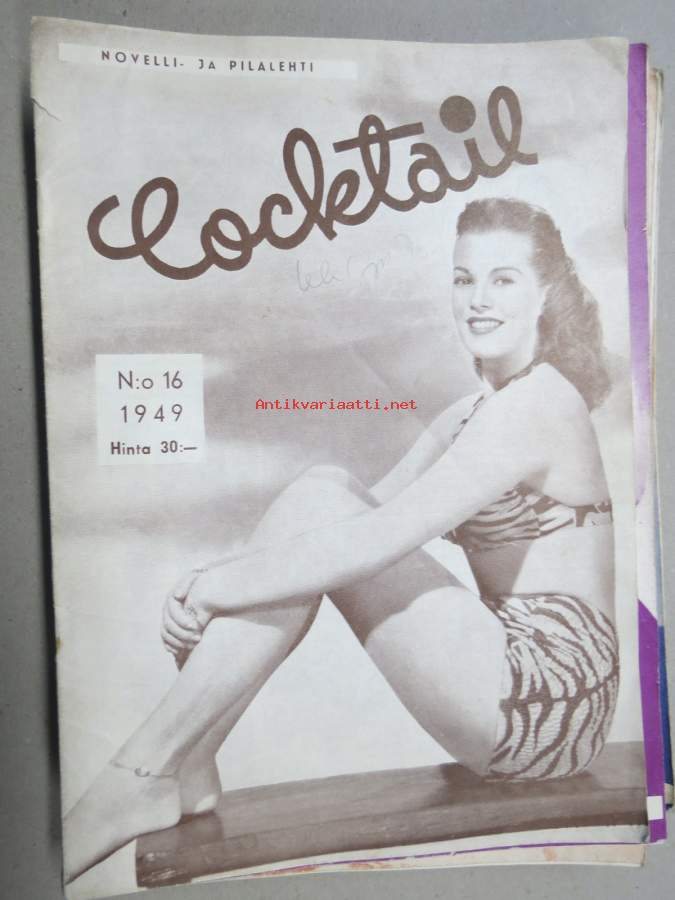 NOVELLI- JA PILALEHTI
Cocktail
N:o 16
1949
Hinta 30:—
Antikvariaatti.net